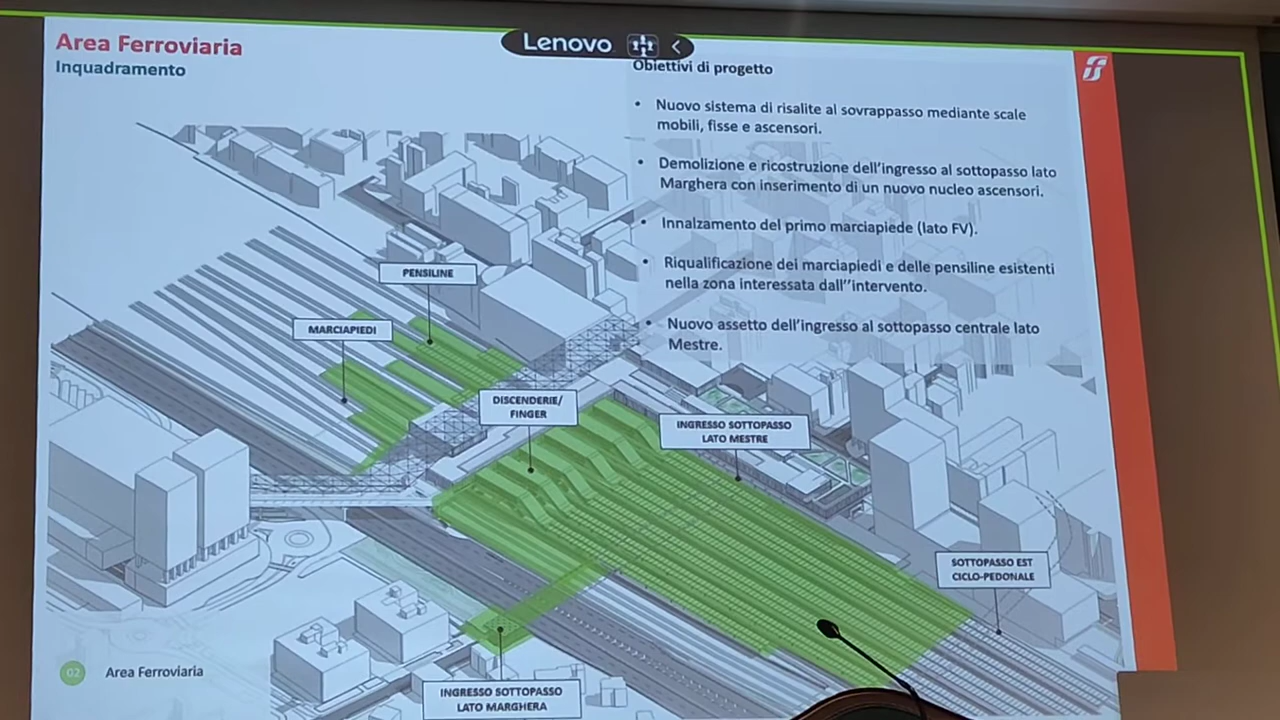 Area Ferroviaria
Inquadramento
Lenovo
Obiettivi di progetto
• Nuovo sistema di risalite al sovrappasso mediante scale
mobili, fisse e ascensori.
• Demolizione e ricostruzione dell'ingresso al sottopasso lato
Marghera con inserimento di un nuovo nucleo ascensori.
• Innalzamento del primo marciapiede (lato FV).
• Riqualificazione dei marciapiedi e delle pensiline esistenti
nella zona interessata dall''intervento.
• Nuovo assetto dell'ingresso al sottopasso centrale lato
Mestre.
PENSILINE
MARCIAPIEDI
DISCENDERIE/
FINGER
INGRESSO SOTTOPASSO
LATO MESTRE
SOTTOPASSO EST
CICLO-PEDONALE
INGRESSO SOTTOPASSO
LATO MARGHERA
02 Area Ferroviaria